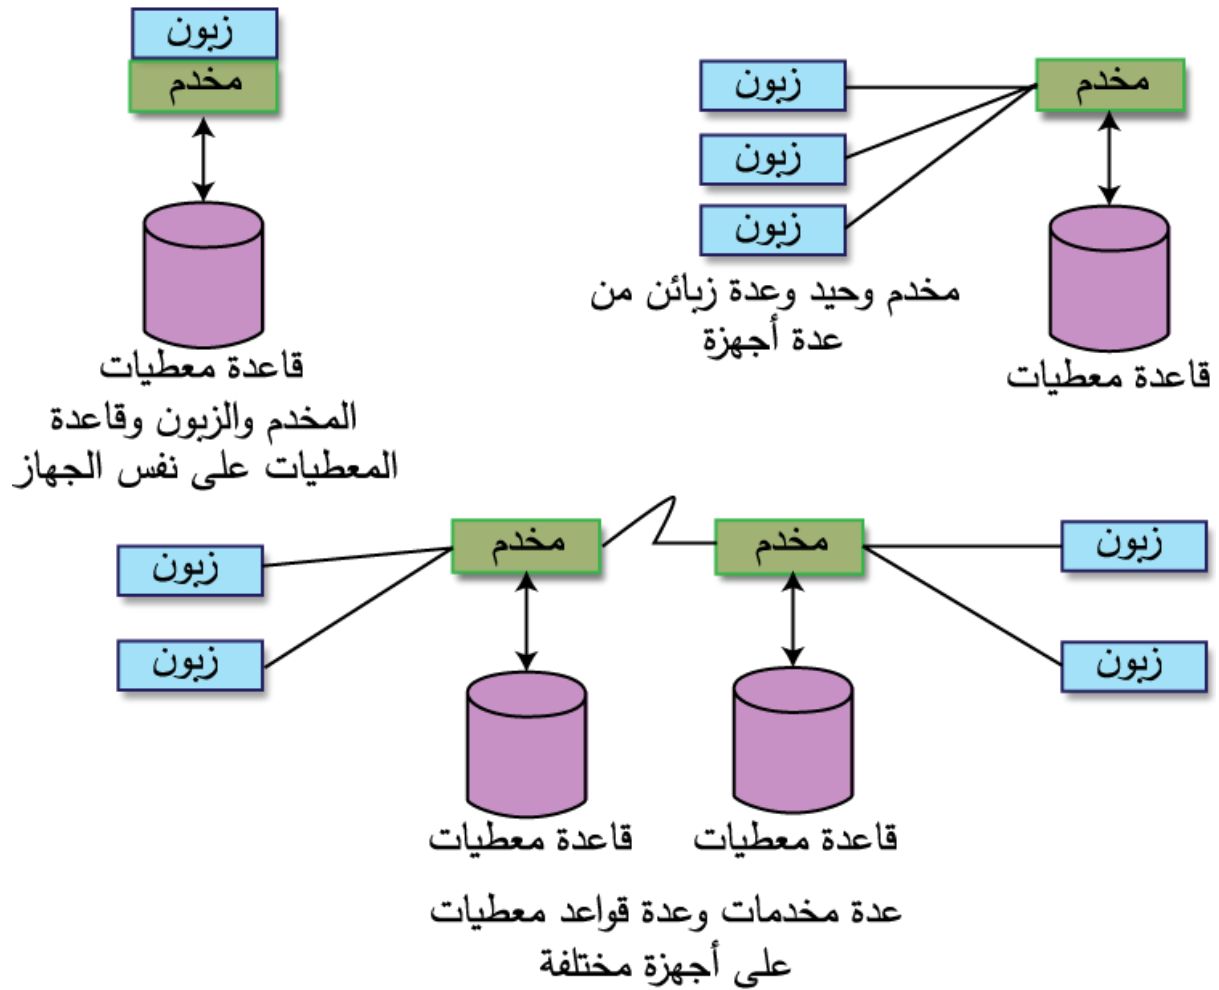 زبون
مخدم
قاعدة معطيات
المخدم والزبون وقاعدة
المعطيات على نفس الجهاز
مخدم
زبون
زبون
زبون
مخدم وحيد وعدة زبائن من
عدة أجهزة
قاعدة معطيات
زبون
مخدم
مخدم
زبون
زبون
زبون
قاعدة معطيات
قاعدة معطيات
عدة مخدمات وعدة قواعد معطيات
على أجهزة مختلفة